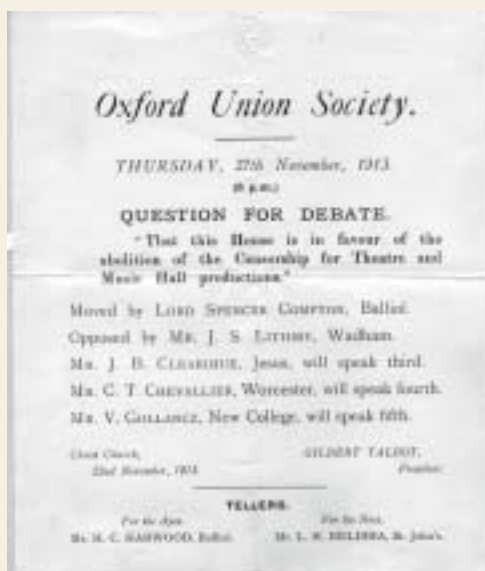 Oxford Union Society.
THURSDAY, 27th November, 1913.
(8 p.m.)
QUESTION FOR DEBATE.
"That this House is in favour of the
abolition of the Censorship for Theatre and
Music Hall productions."
Moved by LORD SPENCER COMPTON, Balliol.
Opposed by MR. J. S. Wadham.
MR. J. B. Jesus, will speak third.
MR. C. T. CHEVALLIER, Worcester, will speak fourth.
MR. V. GOLLANCZ, New College, will speak fifth.
Christ Church, GILBERT TALBOT,
22nd November, 1913. President.
TELLERS.
For the Ayes. For the Noes.
Mr. H. C. HARWOOD, Balliol. Mr. L. St. John's.